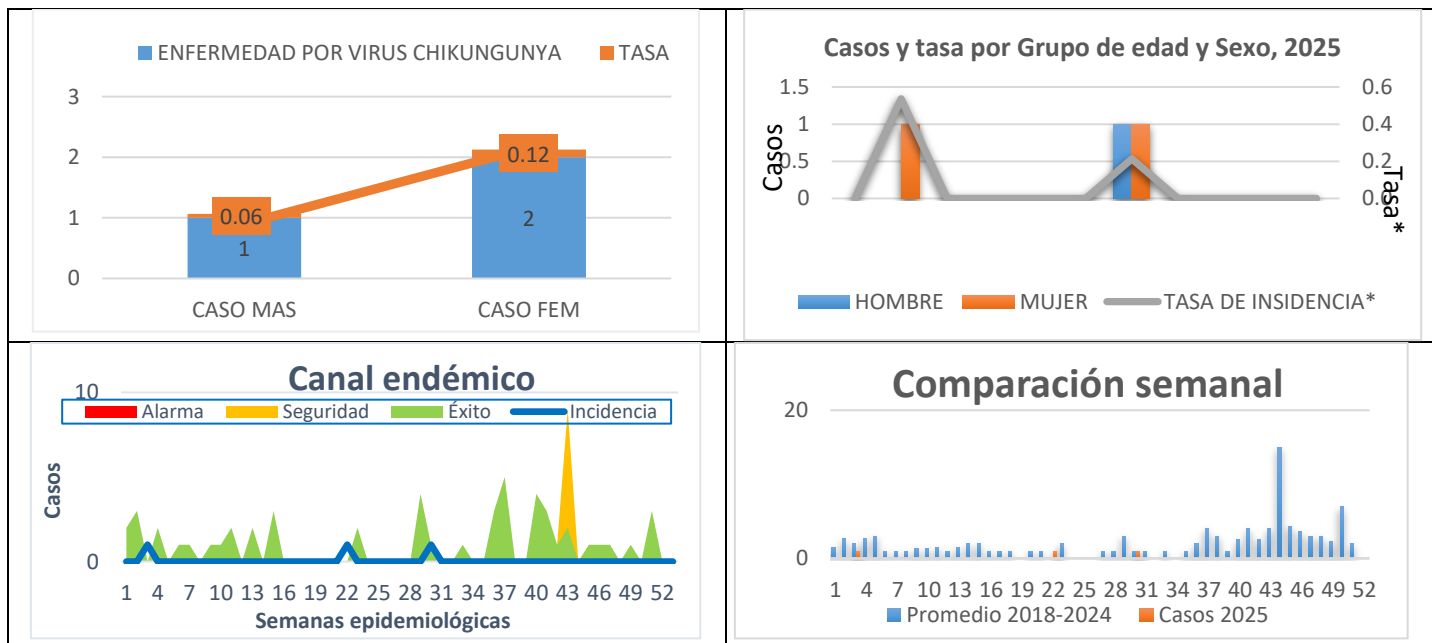 ENFERMEDAD POR VIRUS CHIKUNGUNYA TASA
3
2
1
0
0.06
1
0.12
2
CASO MAS CASO FEM
Casos y tasa por Grupo de edad y Sexo, 2025
1.5
1
0.5
0
Casos
0.6
0.4
0.2
0.0
Tasa*
HOMBRE MUJER TASA DE INSIDENCIA*
Canal endémico
10
0
Alarma Seguridad Éxito Incidencia
Casos
1 4 7 10 13 16 19 22 25 28 31 34 37 40 43 46 49 52
Semanas epidemiológicas
Comparación semanal
20
0
1 4 7 10 13 16 19 22 25 28 31 34 37 40 43 46 49 52
Promedio 2018-2024 Casos 2025